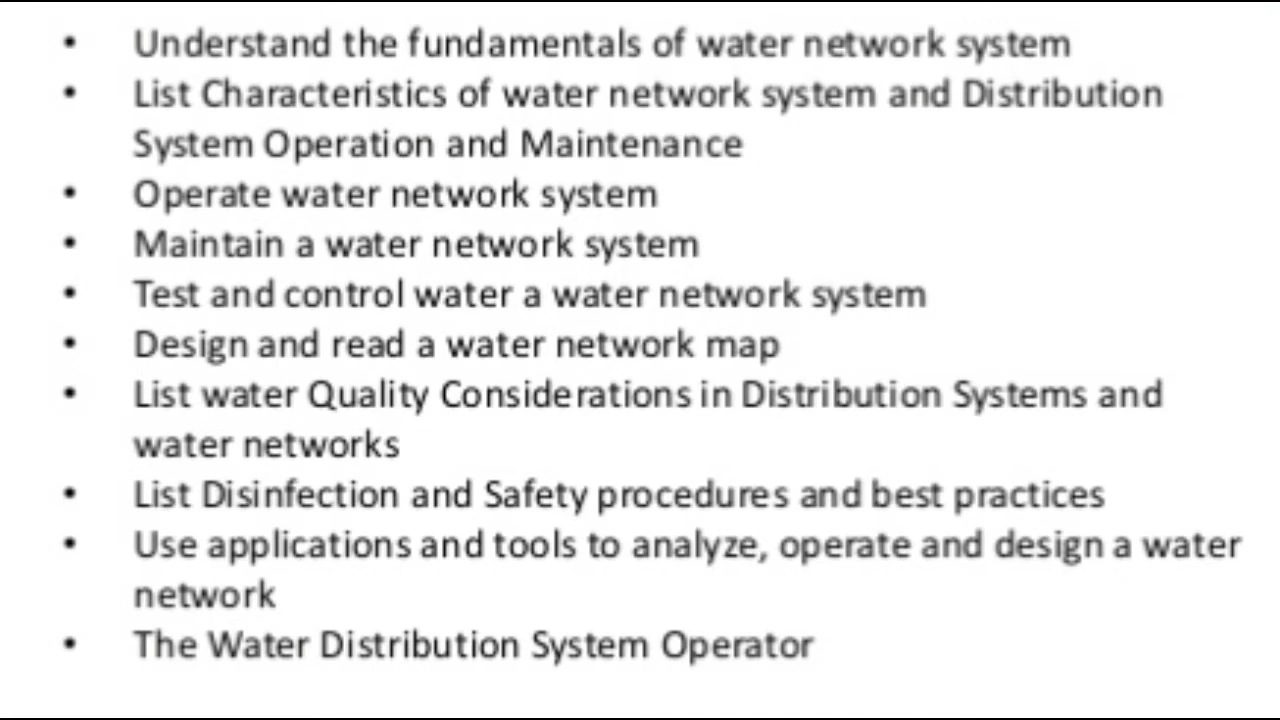 • Understand the fundamentals of water network system
• List Characteristics of water network system and Distribution
System Operation and Maintenance
• Operate water network system
• Maintain a water network system
• Test and control water a water network system
• Design and read a water network map
• List water Quality Considerations in Distribution Systems and
water networks
• List Disinfection and Safety procedures and best practices
• Use applications and tools to analyze, operate and design a water
network
• The Water Distribution System Operator